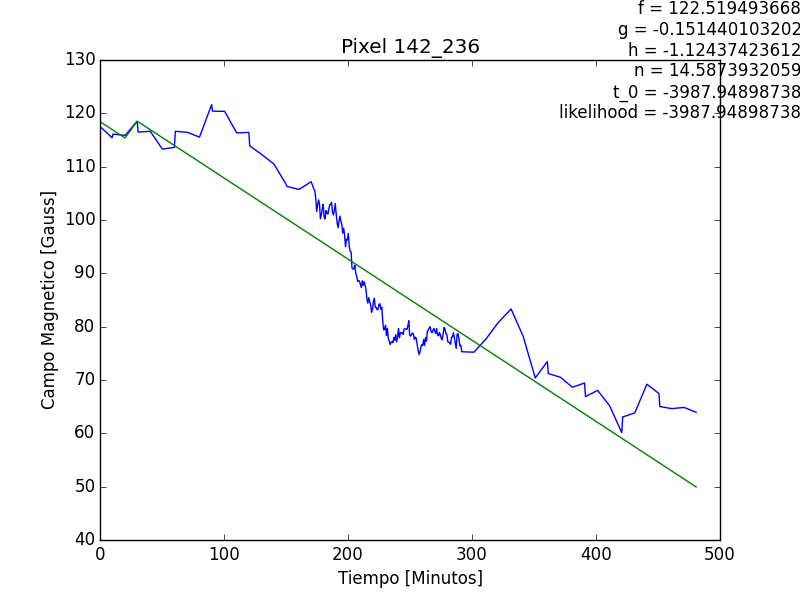 f = 122.519493668
g = -0.151440103202
Pixel 142_236
h = -1.12437423612
n = 14.5873932059
t_0 = -3987.94898738
likelihood = -3987.94898738
130
120
110
100
90
80
70
60
50
40
Campo Magnetico [Gauss]
0 100 200 300 400 500
Tiempo [Minutos]